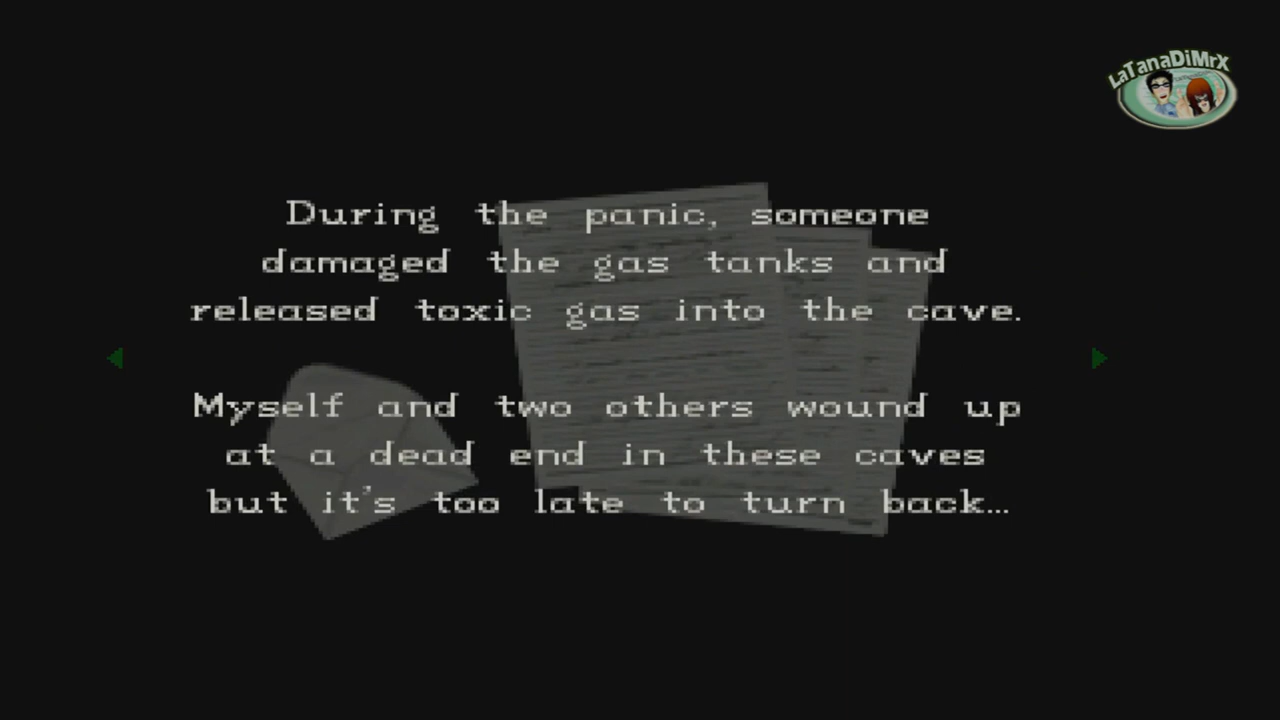 LaTanaDiMrX
During the panic, someone
damaged the gas tanks and
released toxic gas into the cave.
Myself and two others wound up
at a dead end in these caves
but it's too late to turn back...